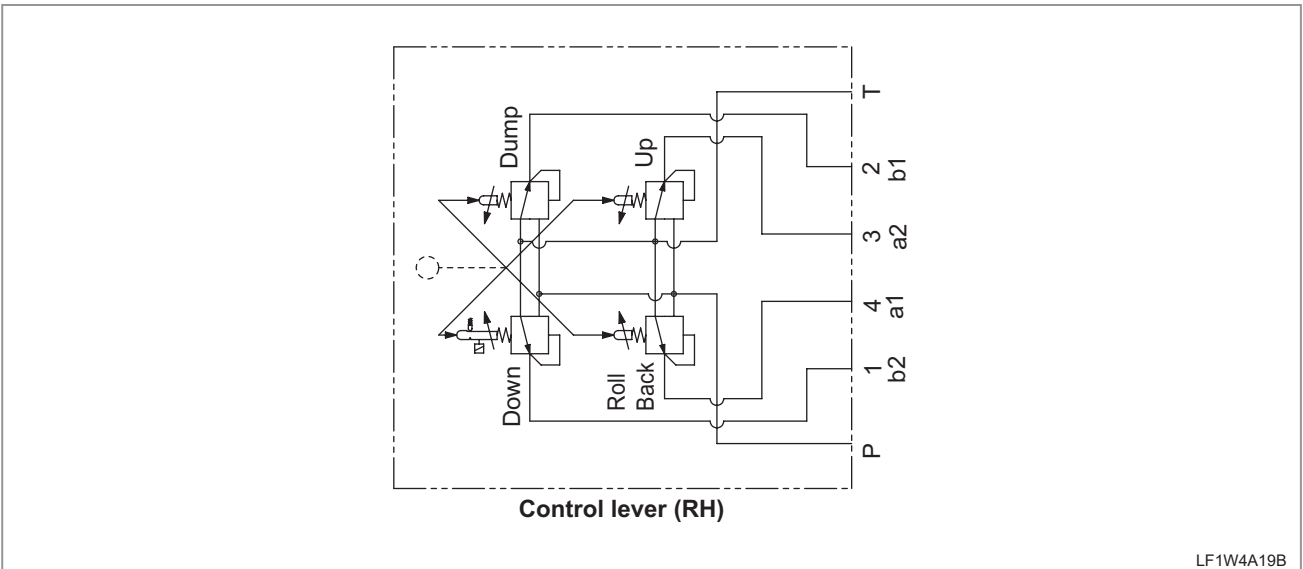 Dump
Up
Down
Roll
Back
T
2
b1
3
a2
4
a1
1
b2
P
Control lever (RH)
LF1W4A19B